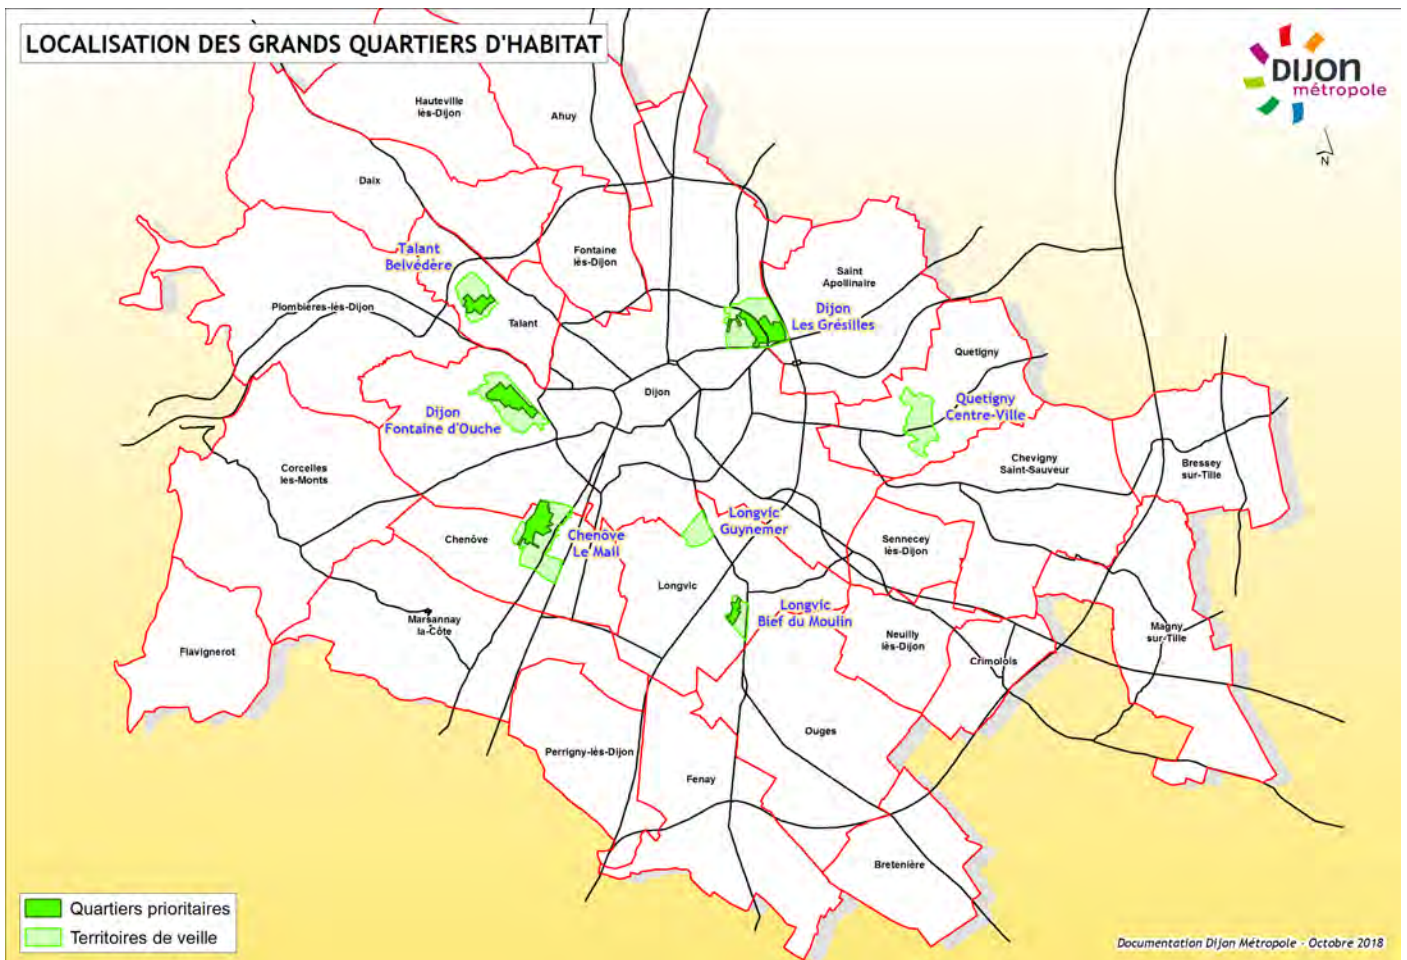 LOCALISATION DES GRANDS QUARTIERS D'HABITAT
DIJON
métropole
N
Hauteville
lès-Dijon
Ahuy
Daix
Talant
Belvédère
Fontaine
lès-Dijon
Saint
Apollinaire
Plombières-lès-Dijon
Talant
Dijon
Les Grésilles
Quetigny
Dijon
Quetigny
Centre-Ville
Dijon
Fontaine d'Ouche
Corcelles
les-Monts
Chevigny
Saint-Sauveur
Bressey
sur-Tille
Longvic
Guynemer
Chenôve
Chenôve
Le Mail
Sennecey
lès-Dijon
Longvic
Longvic
Bief du Moulin
Marsannay
la-Côte
Neuilly
lès-Dijon
Magny
sur-Tille
Flavignerot
Crimolois
Ouges
Perrigny-lès-Dijon
Fenay
Bretenière
Quartiers prioritaires
Territoires de veille
Documentation Dijon Métropole - Octobre 2018